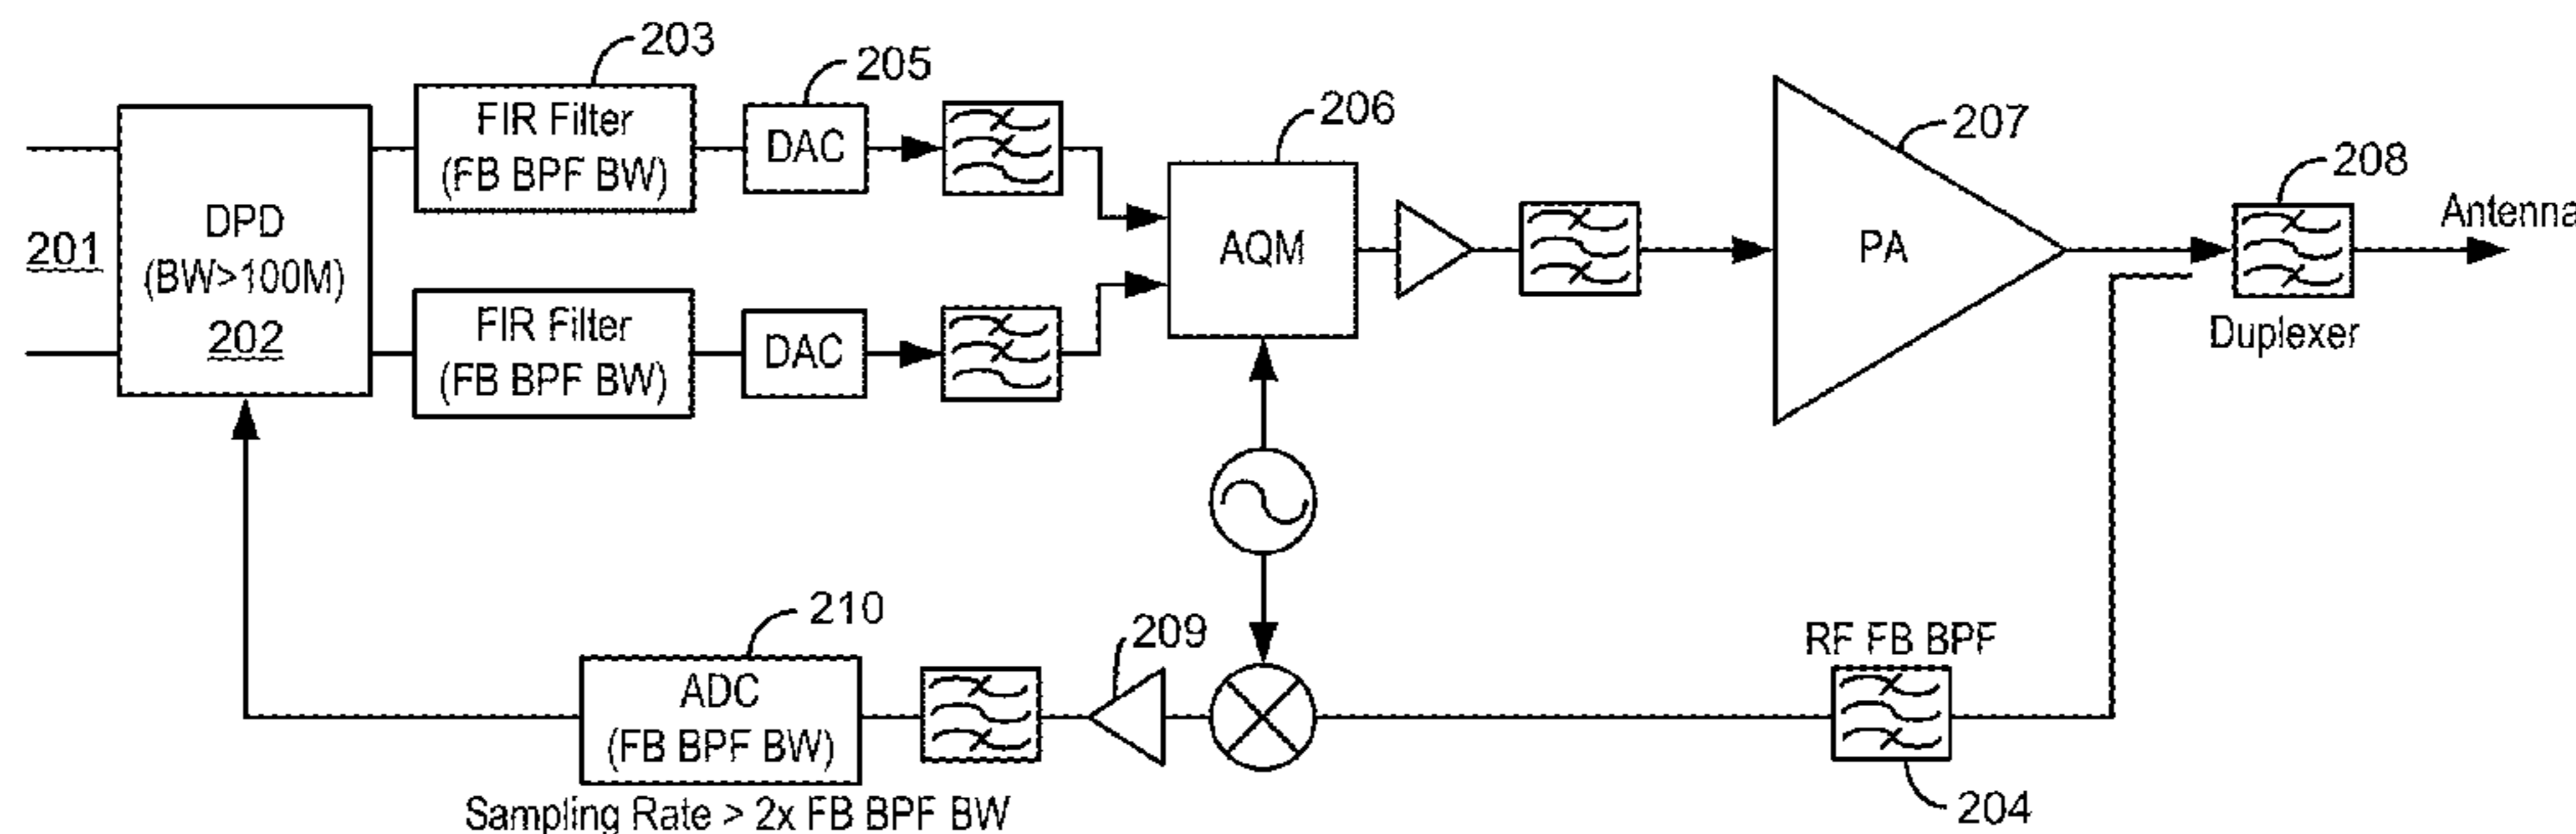 203
205
206
207
208
FIR Filter
(FB BPF BW)
DAC
201
DPD
(BW>100M)
202
AQM
PA
Antenna
Duplexer
FIR Filter
(FB BPF BW)
DAC
210
209
RF FB BPF
ADC
(FB BPF BW)
Sampling Rate > 2x FB BPF BW
204